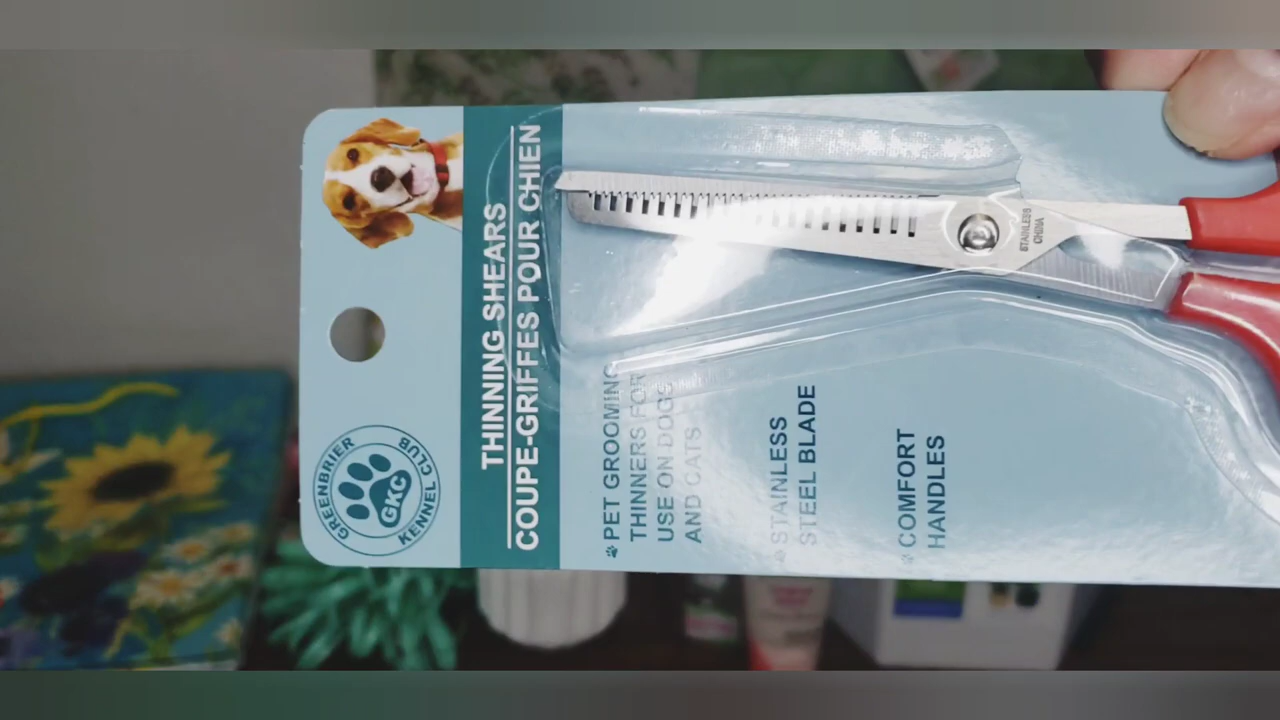 THINNING SHEARS
COUPE-GRIFFES POUR CHIEN
GREENBRIER
KENNEL CLUB
GKC
PET GROOMING
THINNERS FOR
USE ON DOGS
AND CATS
STAINLESS
STEEL BLADE
COMFORT
HANDLES
STAINLESS
CHINA